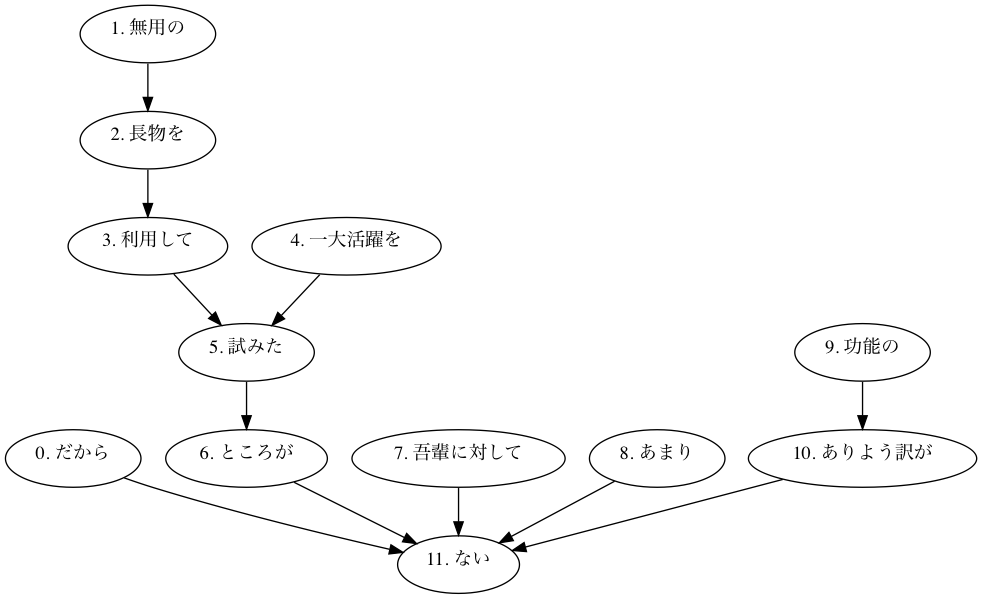 1. 無用の
2. 長物を
3. 利用して
4. 一大活躍を
5. 試みた
9. 功能の
0. だから
6. ところが
7. 吾輩に対して
8. あまり
10. ありよう訳が
11. ない